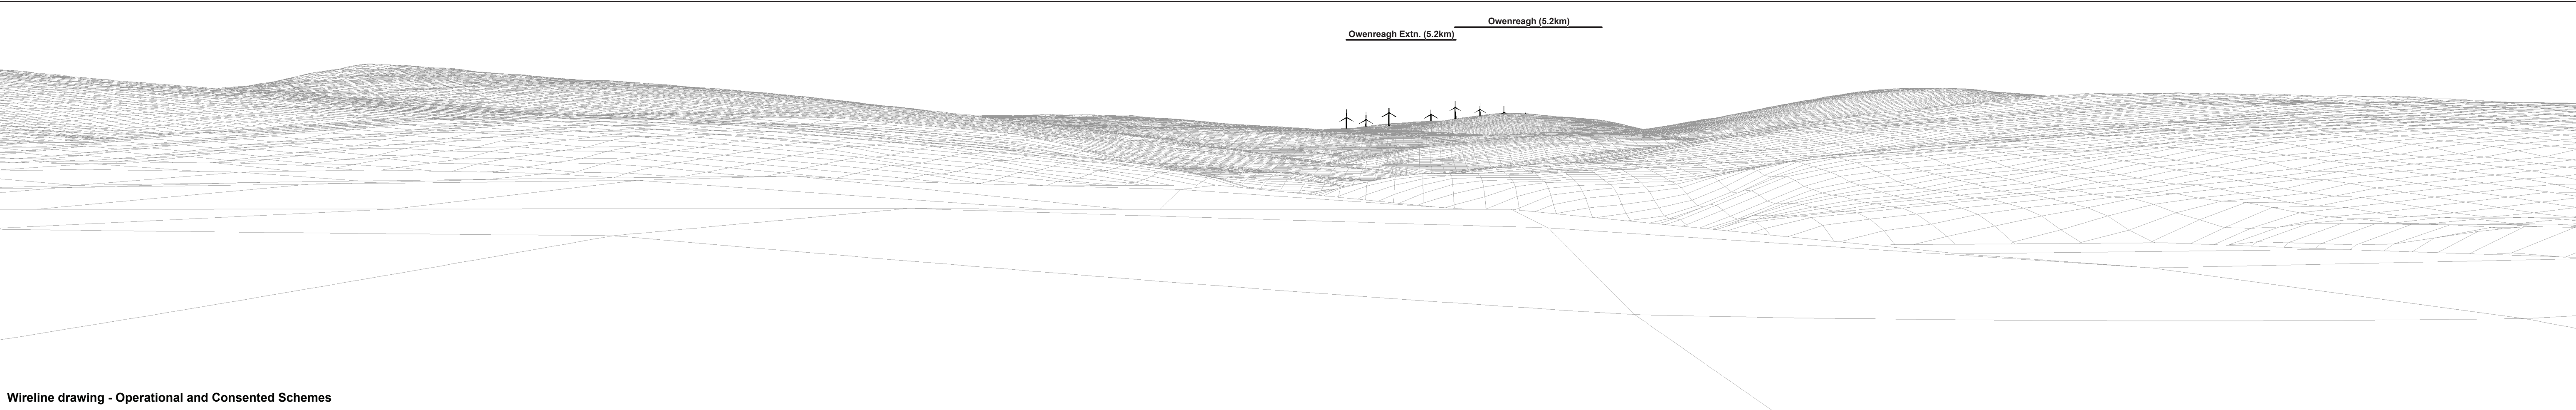 Owenreagh (5.2km)
Owenreagh Extn. (5.2km)
Wireline drawing - Operational and Consented Schemes